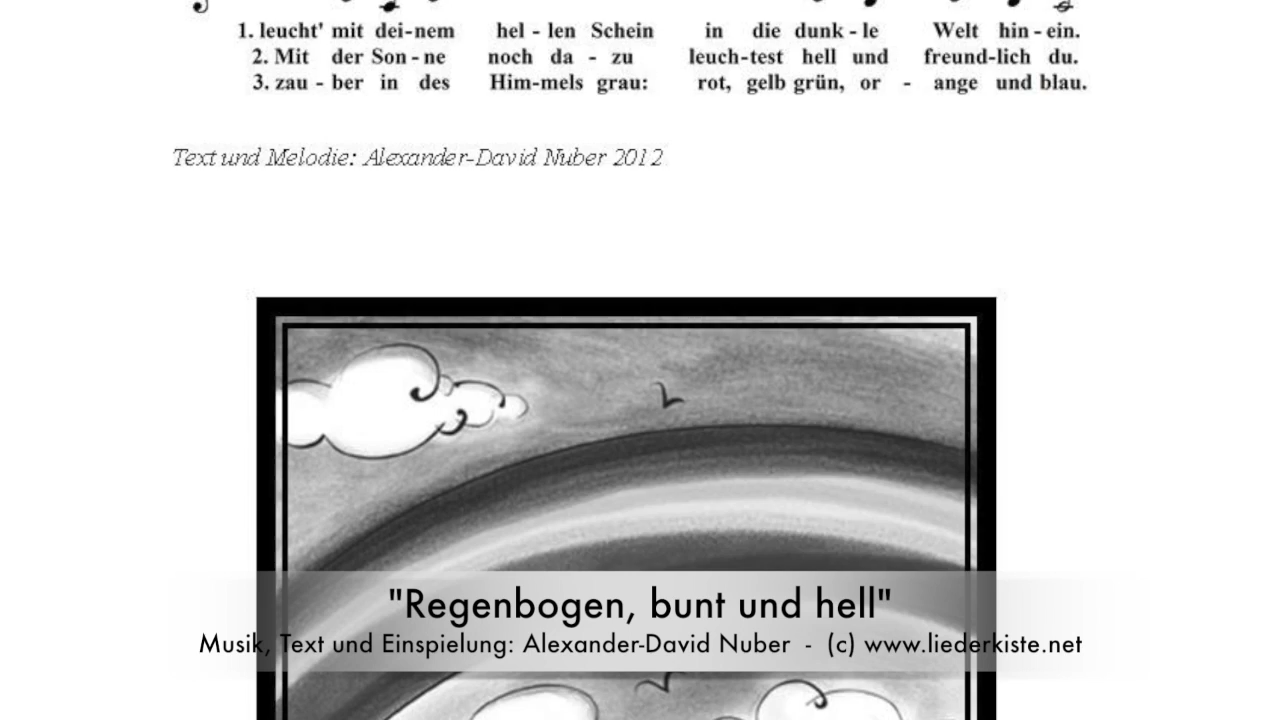 1. leucht' mit dei-nem hel - len Schein in die dunk - le Welt hin - ein.
2. Mit der Son - ne noch da - zu leuch-test hell und freund-lich du.
3. zau - ber in des Him-mels grau: rot, gelb grün, or - ange und blau.
Text und Melodie: Alexander-David Nuber 2012
"Regenbogen, bunt und hell"
Musik, Text und Einspielung: Alexander-David Nuber - (c) www.liederkiste.net